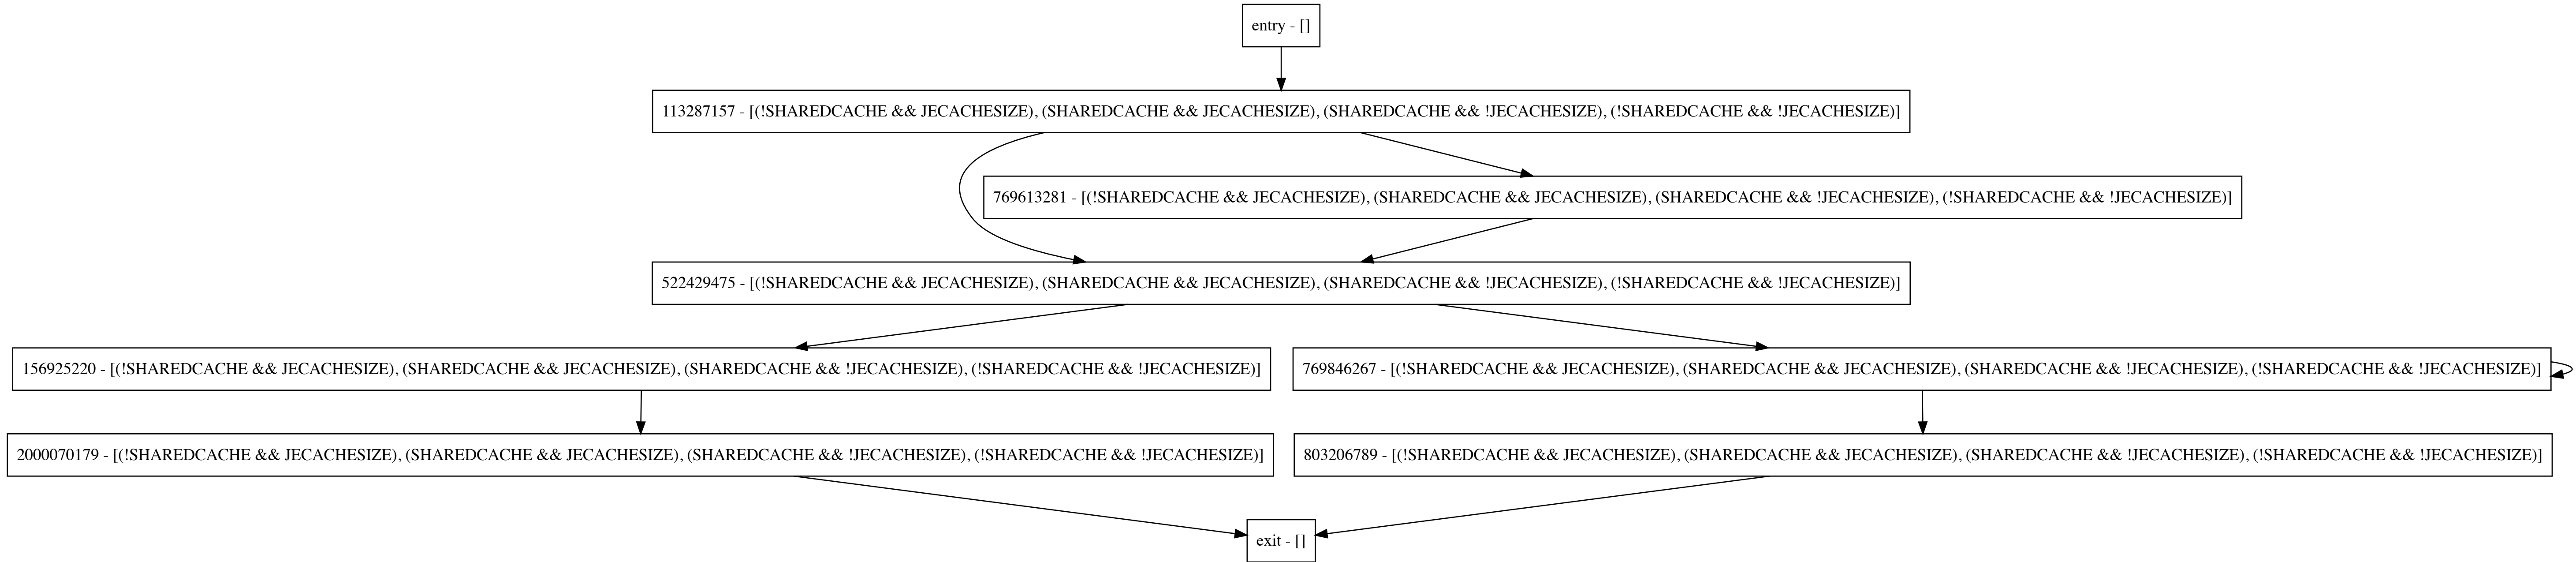 entry - []
113287157 - [(!SHAREDCACHE && JECACHESIZE), (SHAREDCACHE && JECACHESIZE), (SHAREDCACHE && !JECACHESIZE), (!SHAREDCACHE && !JECACHESIZE)]
769613281 - [(!SHAREDCACHE && JECACHESIZE), (SHAREDCACHE && JECACHESIZE), (SHAREDCACHE && !JECACHESIZE), (!SHAREDCACHE && !JECACHESIZE)]
522429475 - [(!SHAREDCACHE && JECACHESIZE), (SHAREDCACHE && JECACHESIZE), (SHAREDCACHE && !JECACHESIZE), (!SHAREDCACHE && !JECACHESIZE)]
156925220 - [(!SHAREDCACHE && JECACHESIZE), (SHAREDCACHE && JECACHESIZE), (SHAREDCACHE && !JECACHESIZE), (!SHAREDCACHE && !JECACHESIZE)]
769846267 - [(!SHAREDCACHE && JECACHESIZE), (SHAREDCACHE && JECACHESIZE), (SHAREDCACHE && !JECACHESIZE), (!SHAREDCACHE && !JECACHESIZE)]
2000070179 - [(!SHAREDCACHE && JECACHESIZE), (SHAREDCACHE && JECACHESIZE), (SHAREDCACHE && !JECACHESIZE), (!SHAREDCACHE && !JECACHESIZE)]
803206789 - [(!SHAREDCACHE && JECACHESIZE), (SHAREDCACHE && JECACHESIZE), (SHAREDCACHE && !JECACHESIZE), (!SHAREDCACHE && !JECACHESIZE)]
exit - []